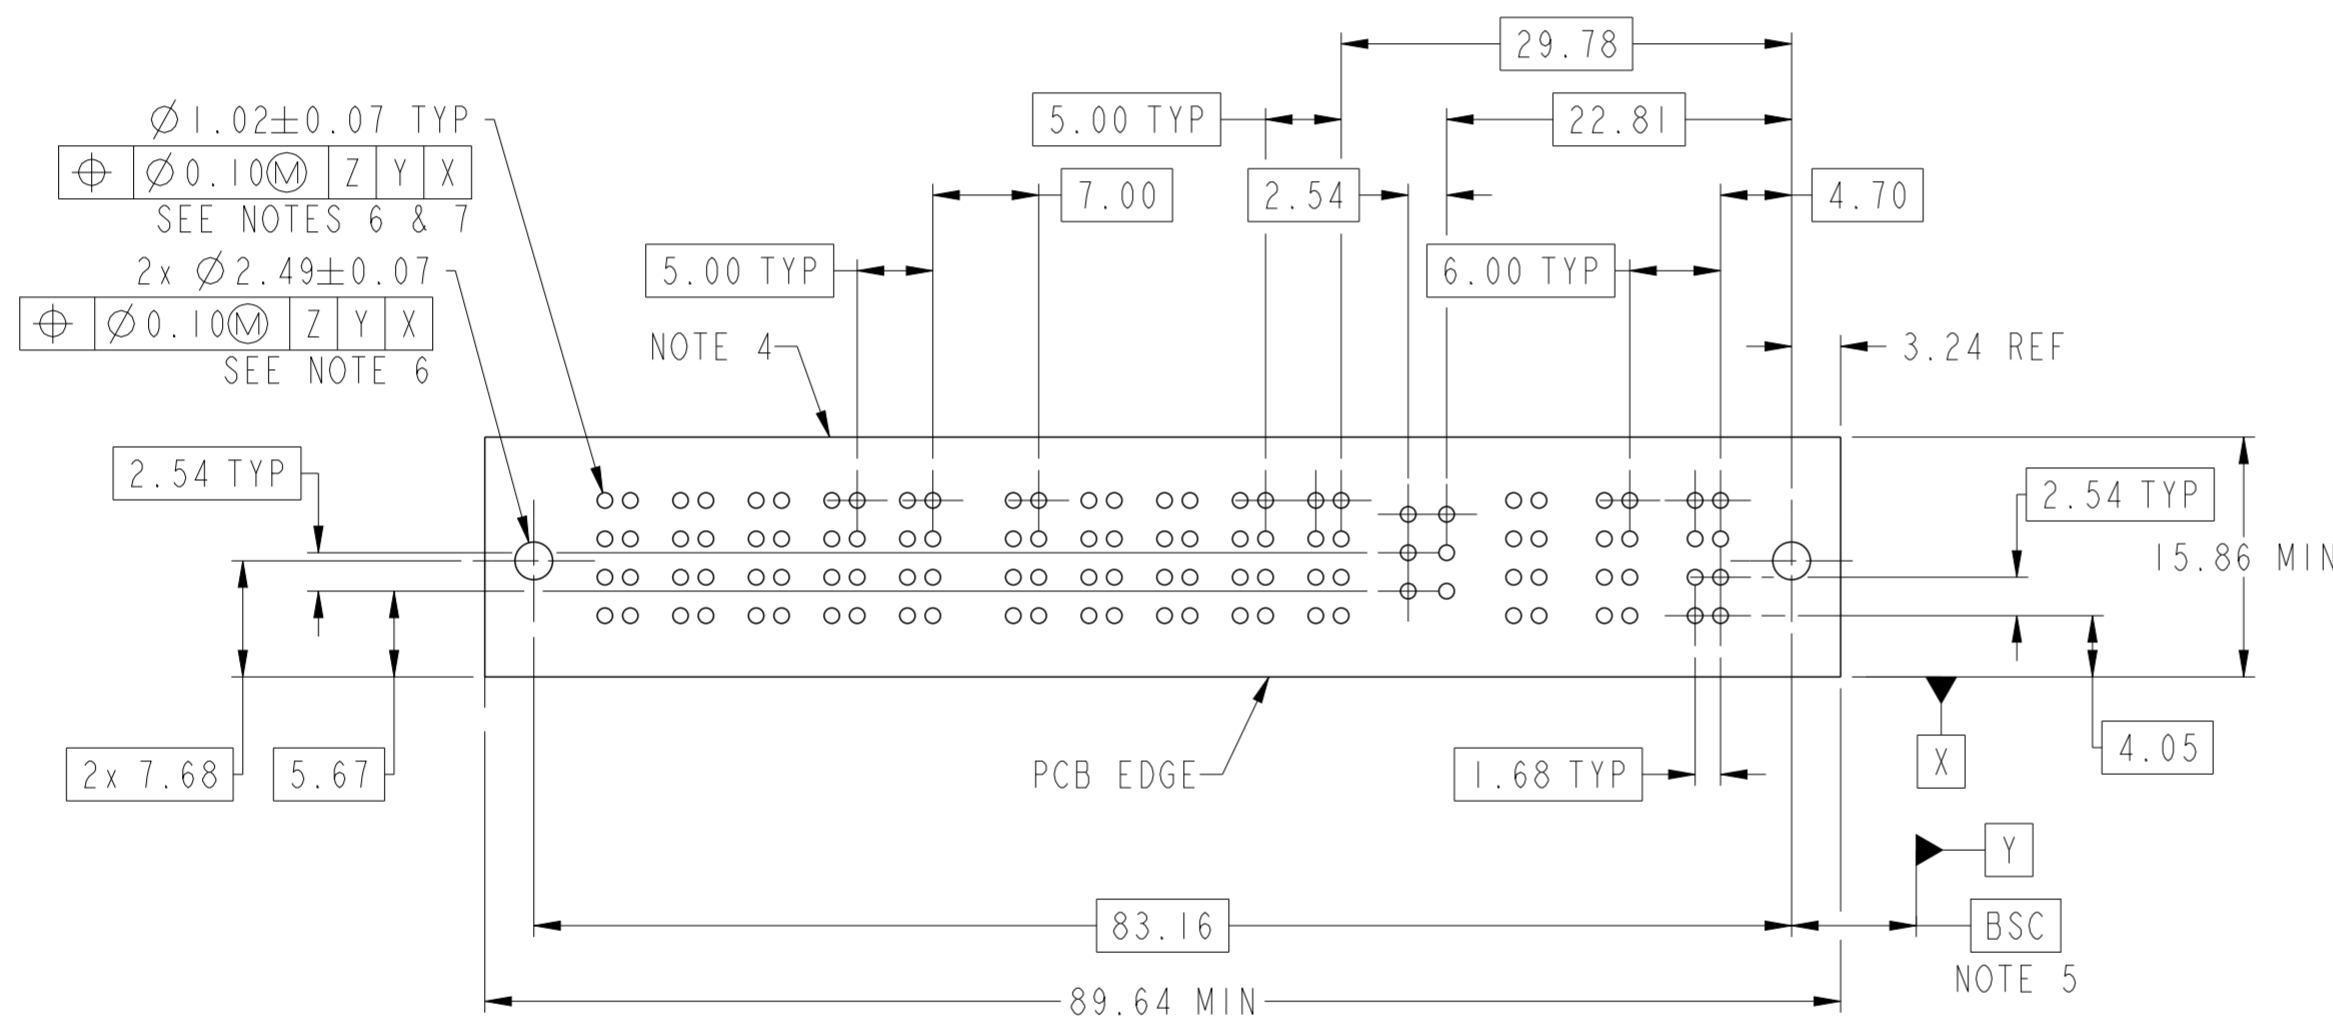 29.78
Ø1.02±0.07 TYP
5.00 TYP
22.81
⌖ Ø0.10Ⓜ Z Y X
7.00
2.54
4.70
SEE NOTES 6 & 7
2x Ø2.49±0.07
5.00 TYP
6.00 TYP
⌖ Ø0.10Ⓜ Z Y X
NOTE 4
3.24 REF
SEE NOTE 6
2.54 TYP
2.54 TYP
15.86 MIN
2x 7.68
5.67
PCB EDGE
1.68 TYP
X
4.05
Y
83.16
BSC
NOTE 5
89.64 MIN